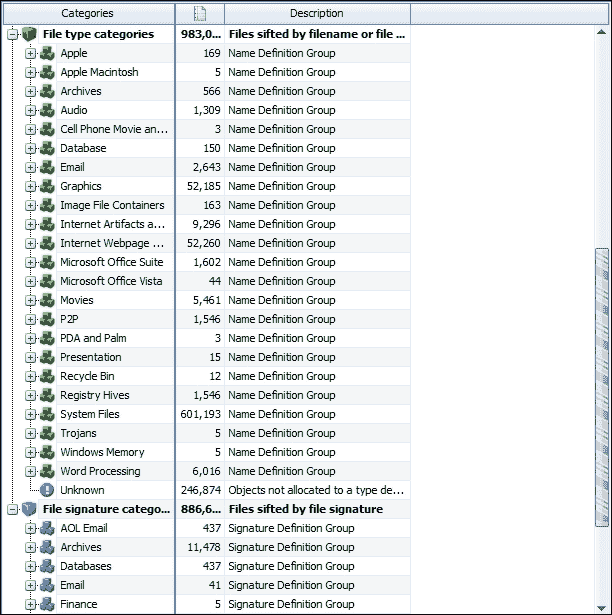 Categories Description
File type categories 983,0... Files sifted by filename or file ...
Apple 169 Name Definition Group
Apple Macintosh 5 Name Definition Group
Archives 566 Name Definition Group
Audio 1,309 Name Definition Group
Cell Phone Movie an... 3 Name Definition Group
Database 150 Name Definition Group
Email 2,643 Name Definition Group
Graphics 52,185 Name Definition Group
Image File Containers 163 Name Definition Group
Internet Artifacts a... 9,296 Name Definition Group
Internet Webpage ... 52,260 Name Definition Group
Microsoft Office Suite 1,602 Name Definition Group
Microsoft Office Vista 44 Name Definition Group
Movies 5,461 Name Definition Group
P2P 1,546 Name Definition Group
PDA and Palm 3 Name Definition Group
Presentation 15 Name Definition Group
Recycle Bin 12 Name Definition Group
Registry Hives 1,546 Name Definition Group
System Files 601,193 Name Definition Group
Trojans 5 Name Definition Group
Windows Memory 5 Name Definition Group
Word Processing 6,016 Name Definition Group
Unknown 246,874 Objects not allocated to a type de...
File signature catego... 886,6... Files sifted by file signature
AOL Email 437 Signature Definition Group
Archives 11,478 Signature Definition Group
Databases 437 Signature Definition Group
Email 41 Signature Definition Group
Finance 5 Signature Definition Group